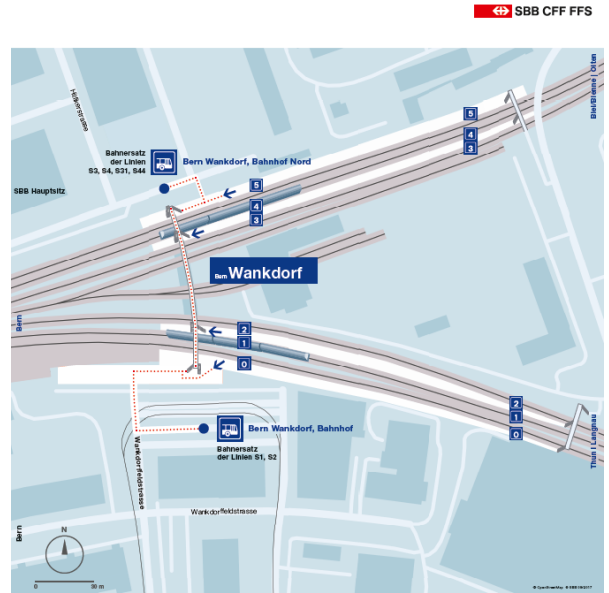 SBB CFF FFS
Hilfikerstrasse
Biel/Bienne | Olten
5
4
3
Bahnersatz
der Linien
S3, S4, S31, S44
Bern Wankdorf, Bahnhof Nord
SBB Hauptsitz
5
4
3
Bern Wankdorf
Bern
2
1
0
2
1
0
Thun | Langnau
Bern Wankdorf, Bahnhof
Bahnersatz
der Linien S1, S2
Wankdorffeldstrasse
Wankdorffeldstrasse
Bern
N
0
30 m